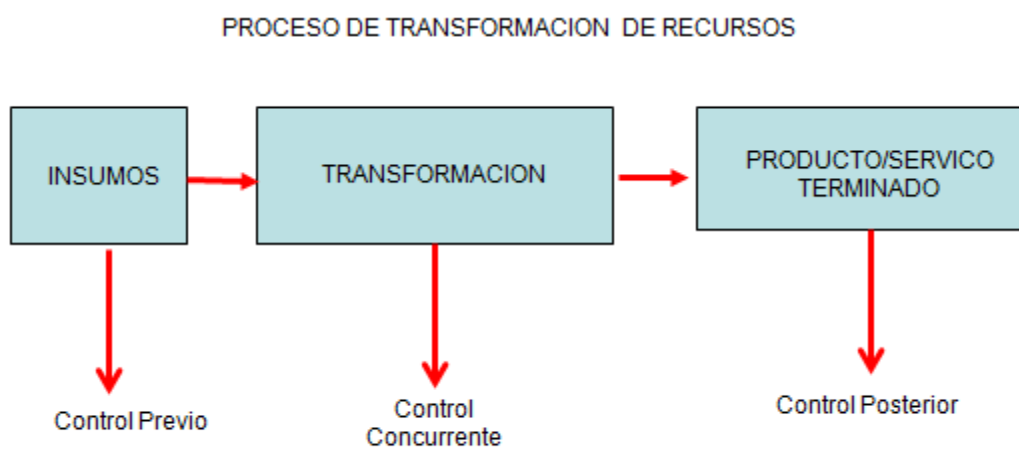 PROCESO DE TRANSFORMACION DE RECURSOS
INSUMOS
TRANSFORMACION
PRODUCTO/SERVICO
TERMINADO
Control Previo
Control
Concurrente
Control Posterior